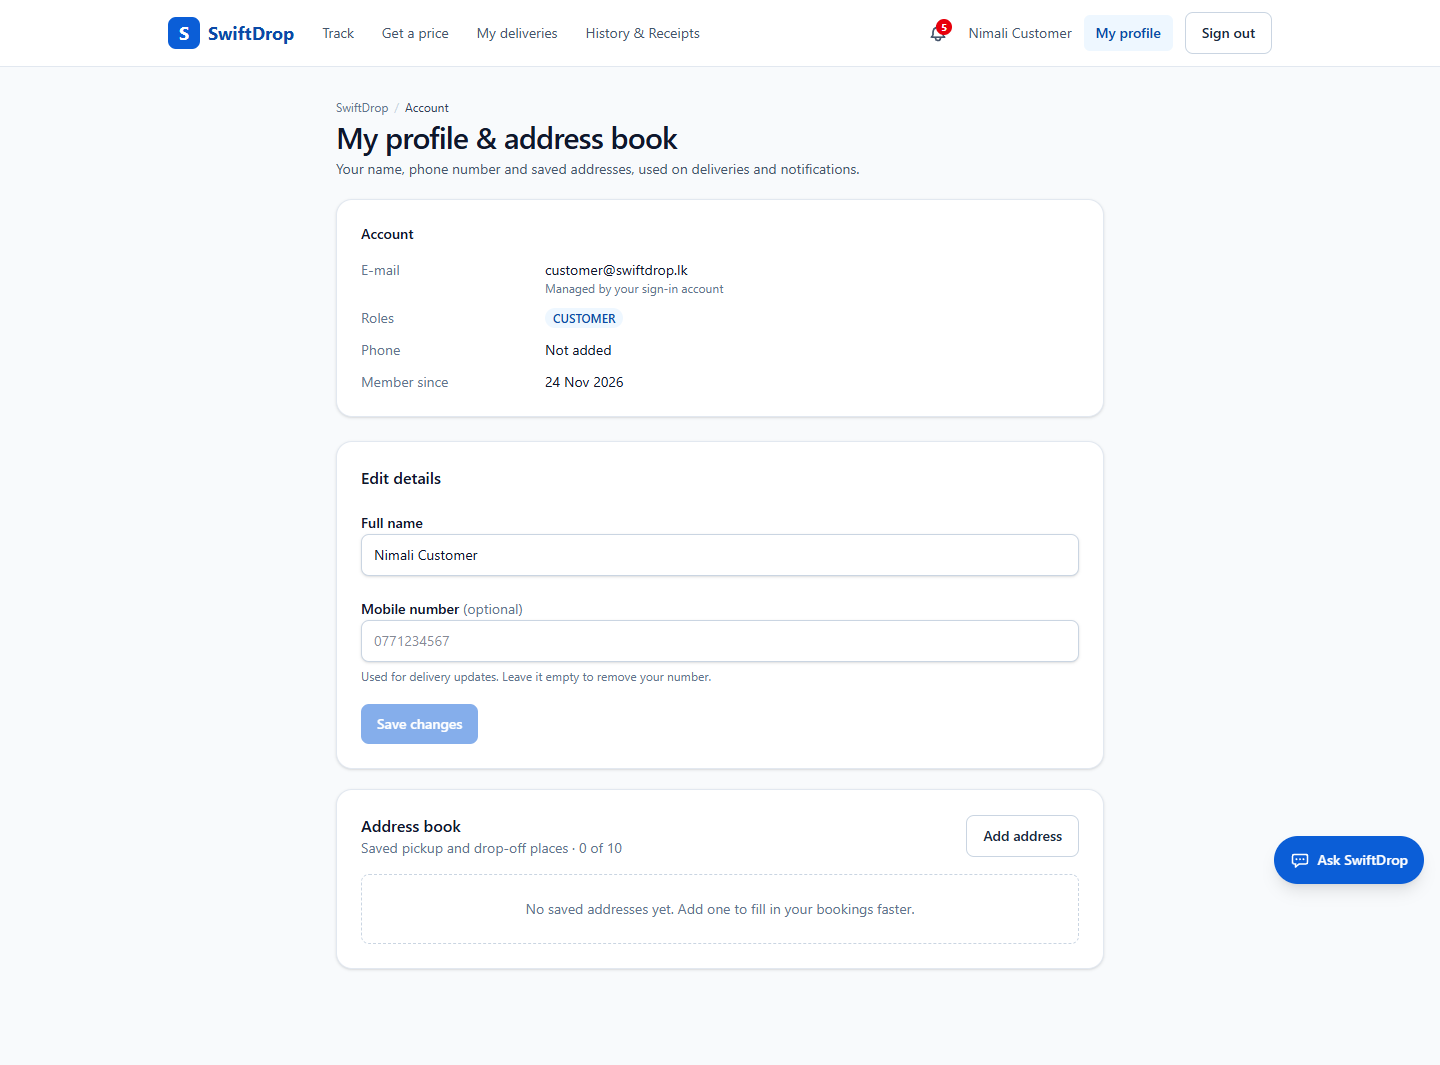 S SwiftDrop Track Get a price My deliveries History & Receipts 5 Nimali Customer My profile Sign out
SwiftDrop / Account
My profile & address book
Your name, phone number and saved addresses, used on deliveries and notifications.
Account
E-mail customer@swiftdrop.lk
Managed by your sign-in account
Roles CUSTOMER
Phone Not added
Member since 24 Nov 2026
Edit details
Full name
Nimali Customer
Mobile number (optional)
0771234567
Used for delivery updates. Leave it empty to remove your number.
Save changes
Address book
Saved pickup and drop-off places · 0 of 10
Add address
No saved addresses yet. Add one to fill in your bookings faster.
Ask SwiftDrop